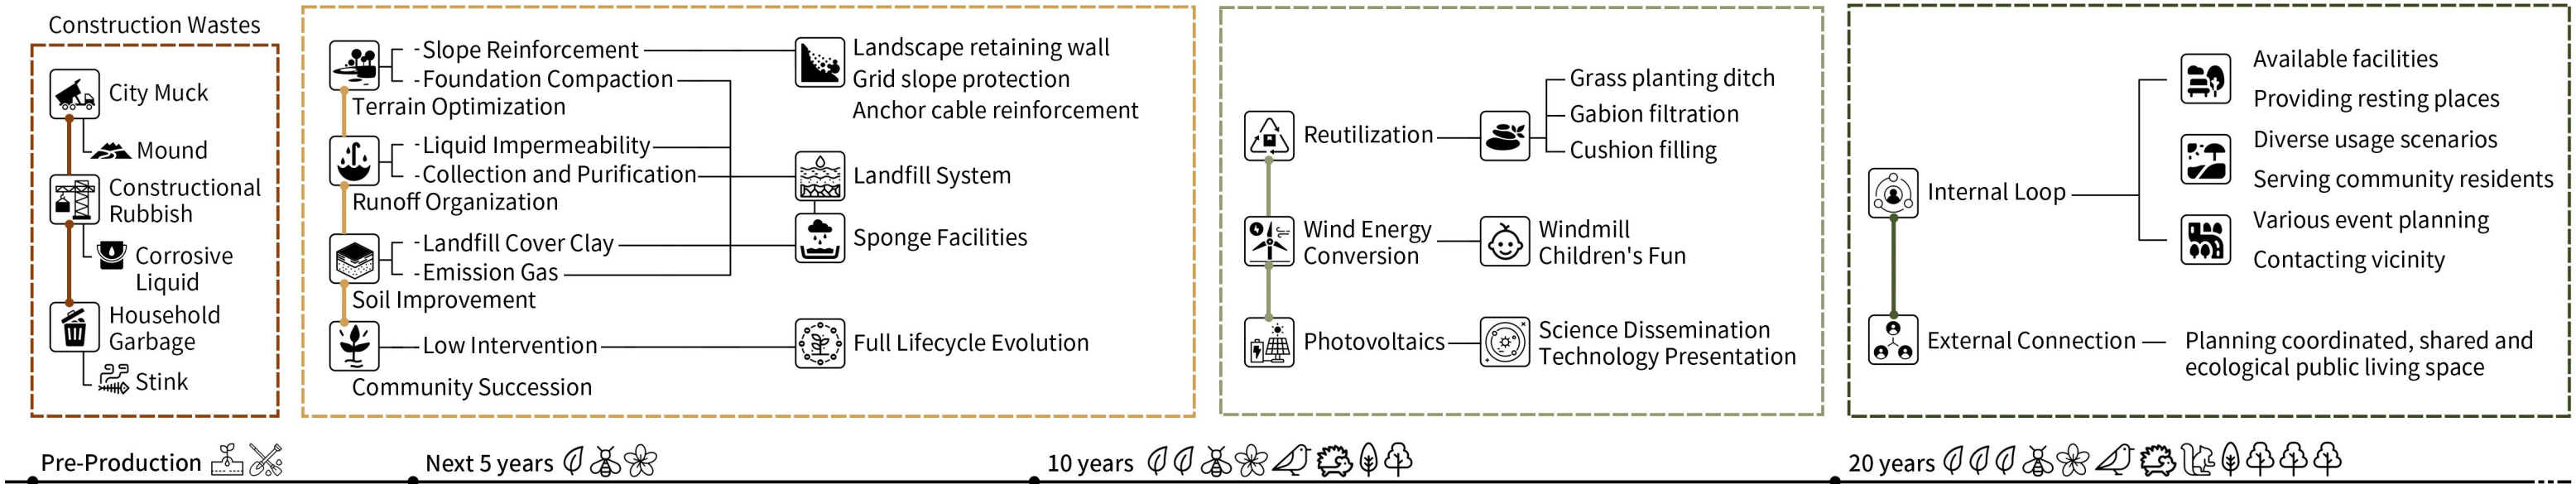 Construction Wastes
City Muck
Mound
Constructional
Rubbish
Corrosive
Liquid
Household
Garbage
Stink
-Slope Reinforcement
-Foundation Compaction
Terrain Optimization
-Liquid Impermeability
-Collection and Purification
Runoff Organization
-Landfill Cover Clay
-Emission Gas
Soil Improvement
Low Intervention
Community Succession
Landscape retaining wall
Grid slope protection
Anchor cable reinforcement
Landfill System
Sponge Facilities
Full Lifecycle Evolution
Reutilization
Grass planting ditch
Gabion filtration
Cushion filling
Wind Energy
Conversion
Windmill
Children's Fun
Photovoltaics
Science Dissemination
Technology Presentation
Internal Loop
Available facilities
Providing resting places
Diverse usage scenarios
Serving community residents
Various event planning
Contacting vicinity
External Connection
Planning coordinated, shared and
ecological public living space
Pre-Production
Next 5 years
10 years
20 years